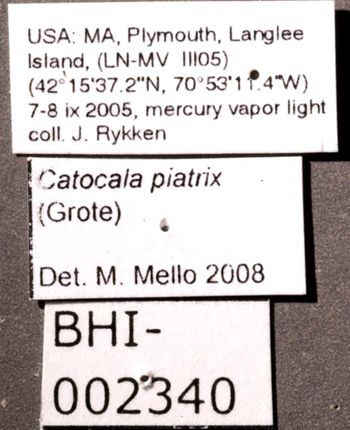 USA: MA, Plymouth, Langlee
Island, (LN-MV III05)
(42°15'37.2"N, 70°53'11.4"W)
7-8 ix 2005, mercury vapor light
coll. J. Rykken
Catocala piatrix
(Grote)
Det. M. Mello 2008
BHI-
002340